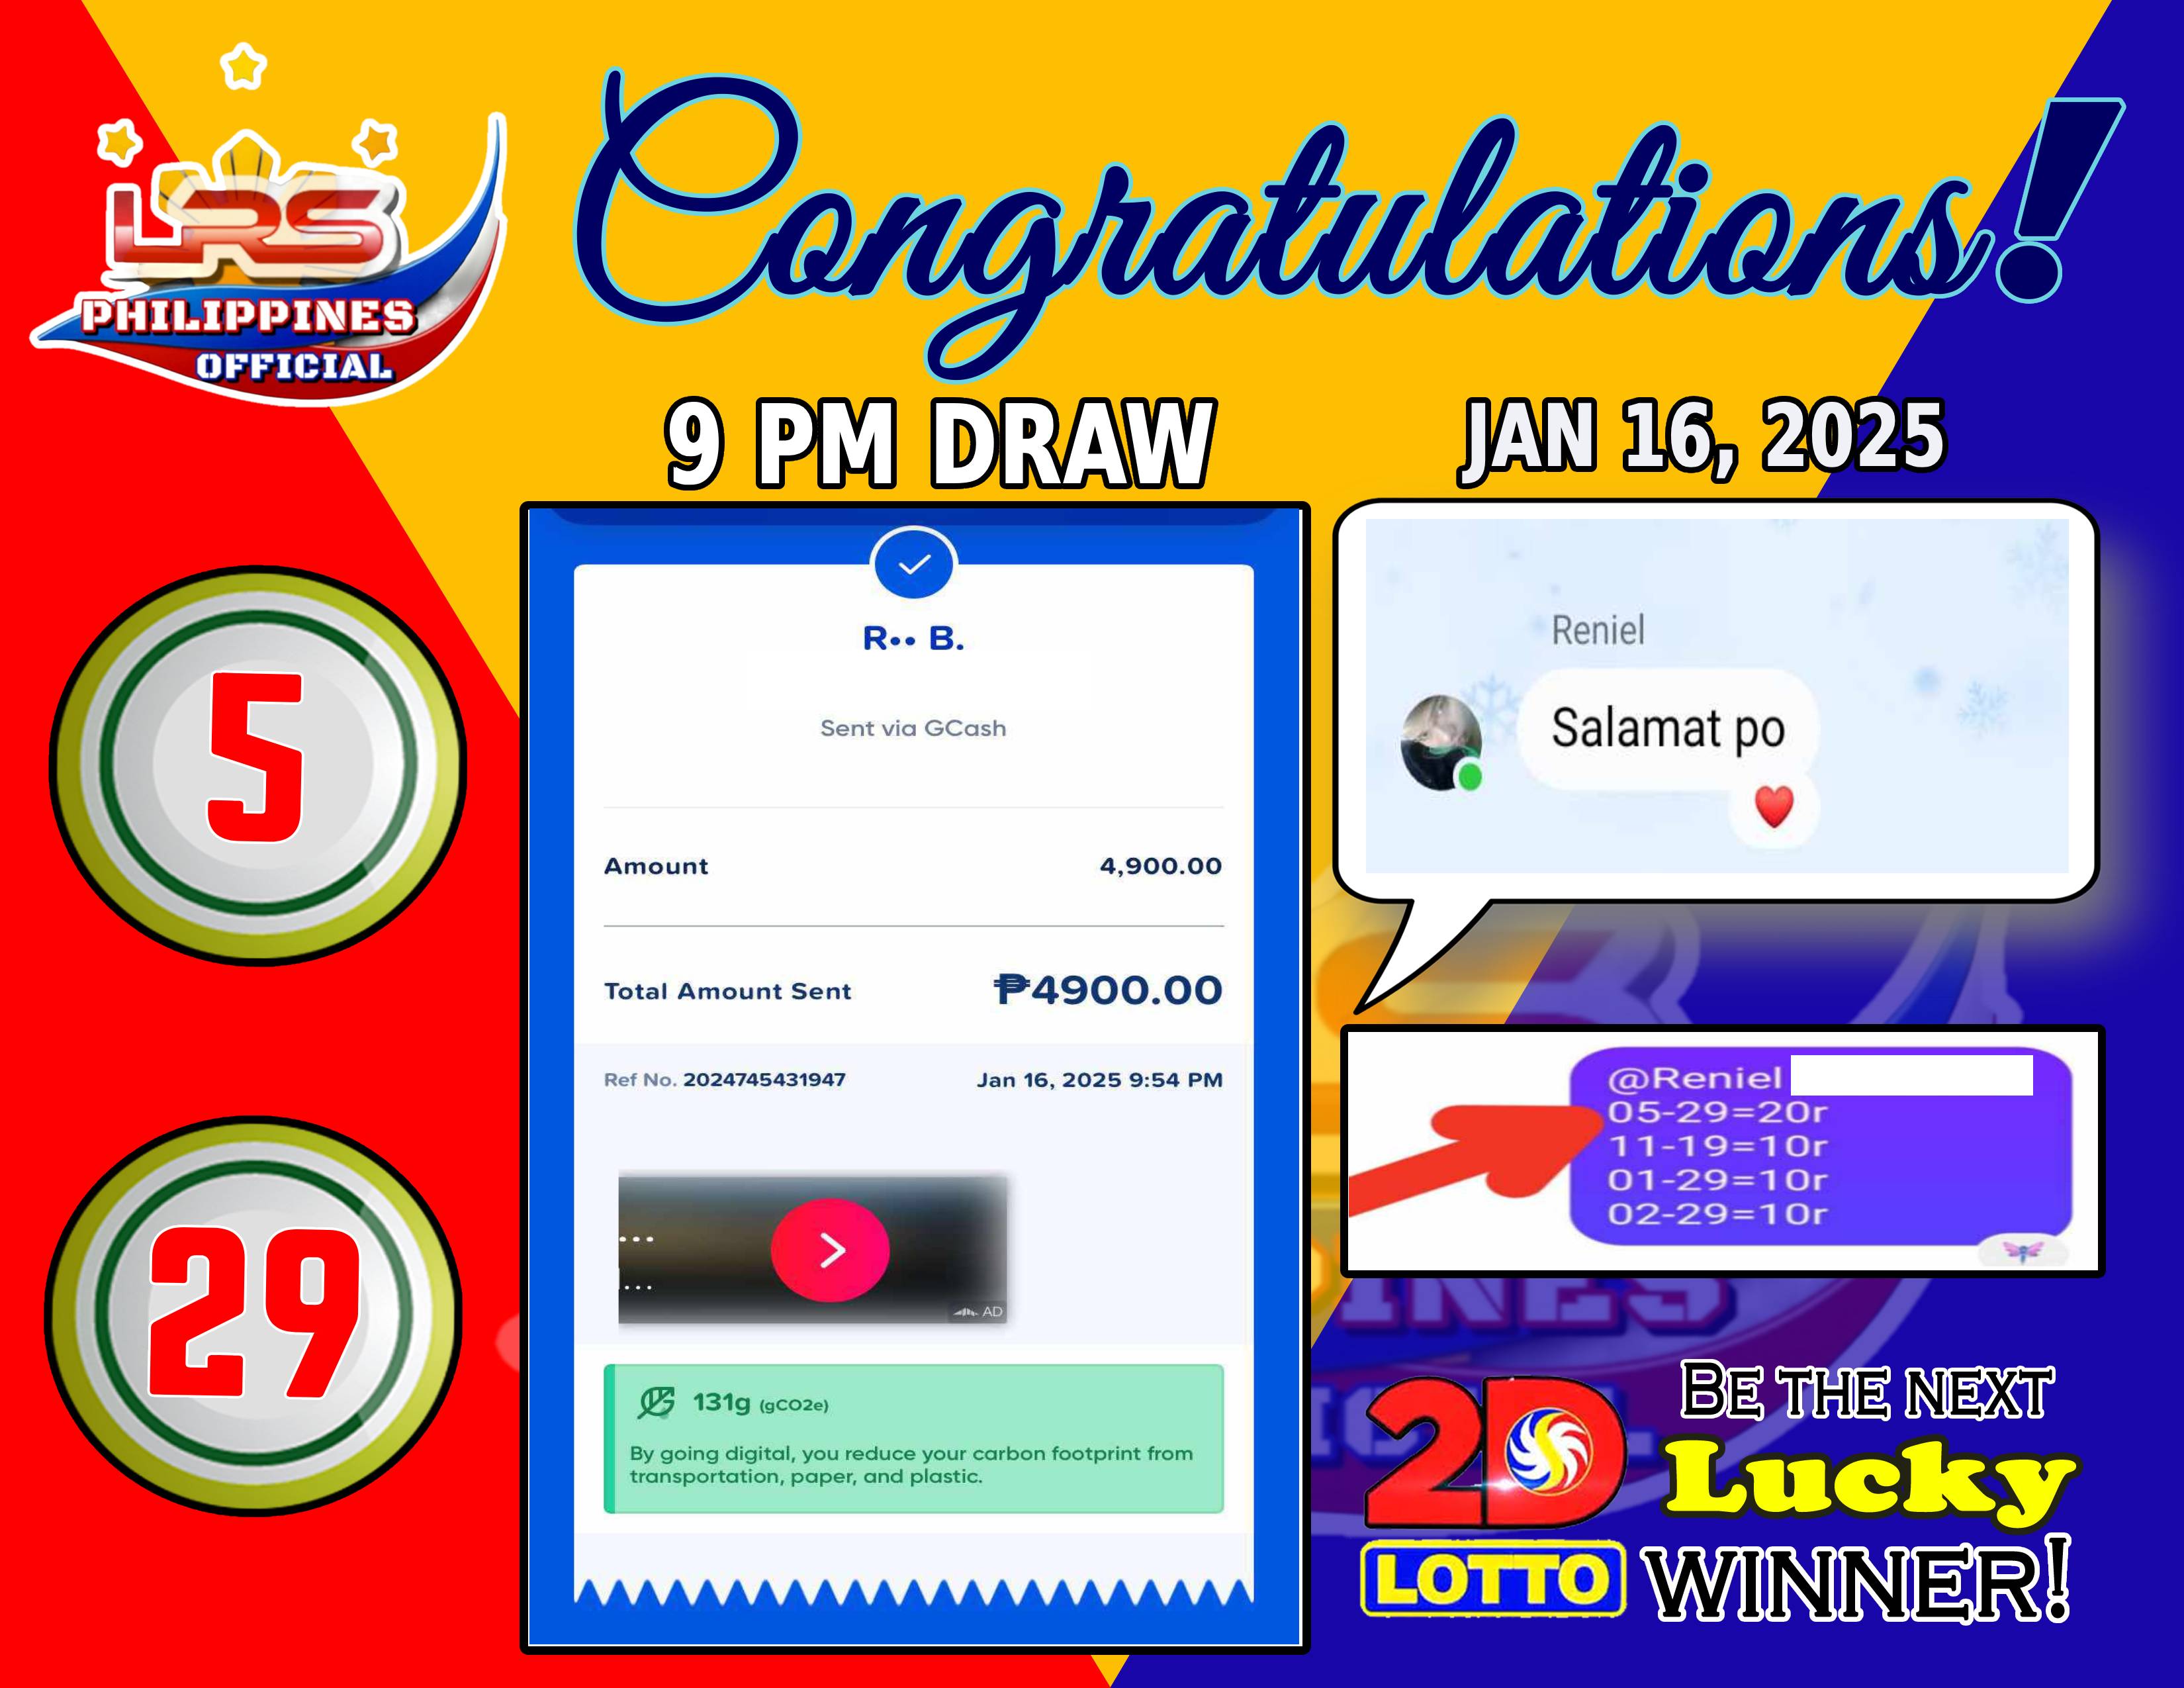 LRS
PHILIPPINES
OFFICIAL
Congratulations!
9 PM DRAW
JAN 16, 2025
5
29
R•• B.
Sent via GCash
Amount 4,900.00
Total Amount Sent ₱4900.00
Ref No. 2024745431947 Jan 16, 2025 9:54 PM
...
...
AD
131g (gCO2e)
By going digital, you reduce your carbon footprint from
transportation, paper, and plastic.
Reniel
Salamat po
@Reniel
05-29=20r
11-19=10r
01-29=10r
02-29=10r
2D
LOTTO
BE THE NEXT
Lucky
WINNER!